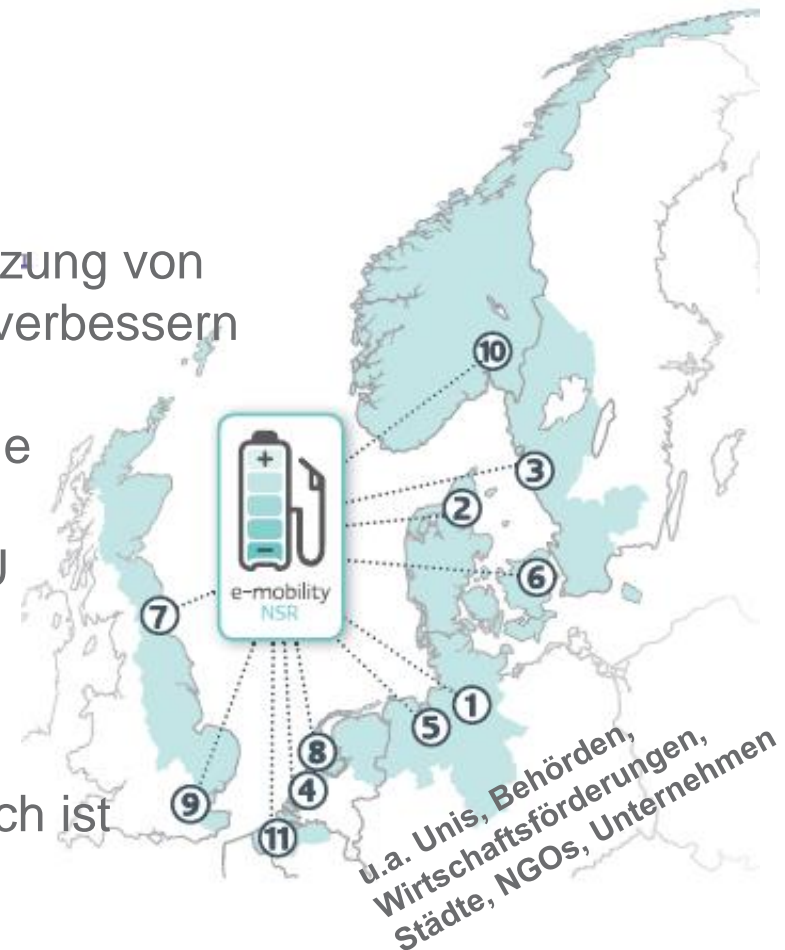 zung von
verbessern
e
g
ch ist
10
3
2
6
7
1
5
8
4
9
11
+
−
e-mobility
NSR
u.a. Unis, Behörden,
Wirtschaftsförderungen,
Städte, NGOs, Unternehmen